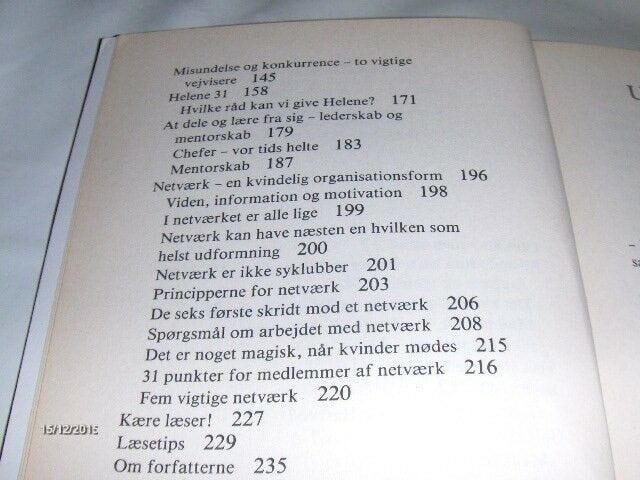 Misundelse og konkurrence – to vigtige
vejvisere 145
Helene 31 158
Hvilke råd kan vi give Helene? 171
At dele og lære fra sig – lederskab og
mentorskab 179
Chefer – vor tids helte 183
Mentorskab 187
Netværk – en kvindelig organisationsform 196
Viden, information og motivation 198
I netværket er alle lige 199
Netværk kan have næsten en hvilken som
helst udformning 200
Netværk er ikke syklubber 201
Principperne for netværk 203
De seks første skridt mod et netværk 206
Spørgsmål om arbejdet med netværk 208
Det er noget magisk, når kvinder mødes 215
31 punkter for medlemmer af netværk 216
Fem vigtige netværk 220
Kære læser! 227
Læsetips 229
Om forfatterne 235
15/12/2015